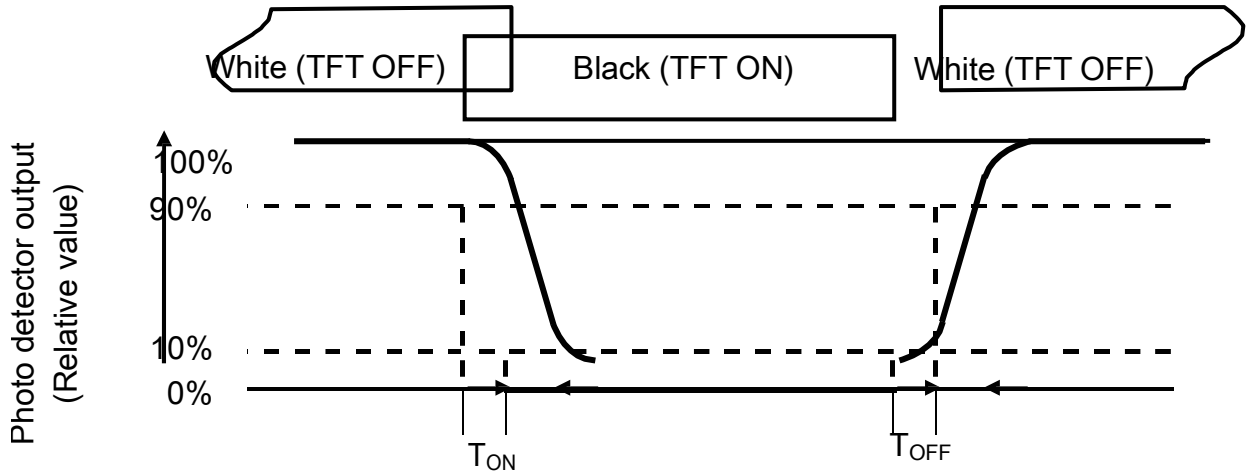 White (TFT OFF)
Black (TFT ON)
White (TFT OFF)
Photo detector output
(Relative value)
100%
90%
10%
0%
TON
TOFF